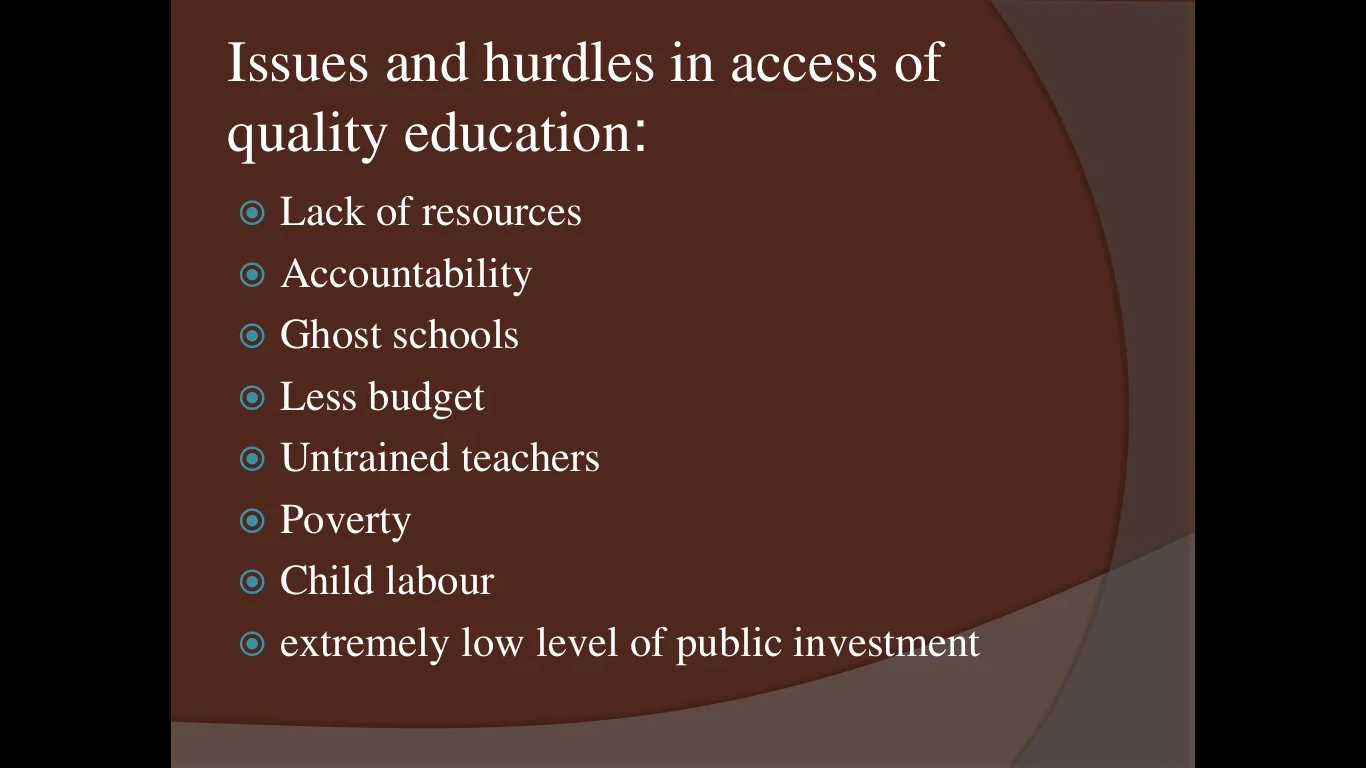 Issues and hurdles in access of
quality education:
Lack of resources
Accountability
Ghost schools
Less budget
Untrained teachers
Poverty
Child labour
extremely low level of public investment